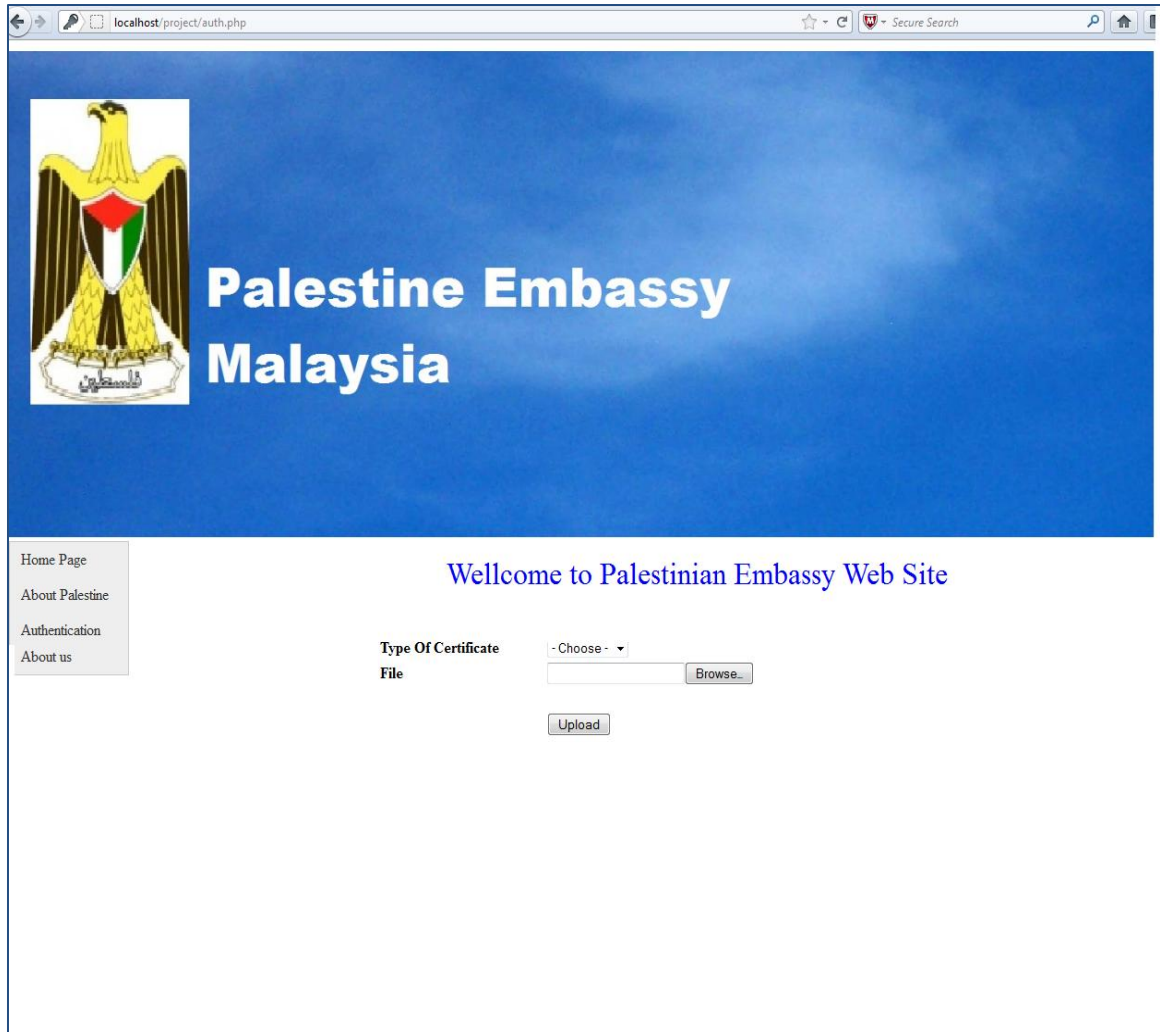 localhost/project/auth.php
Secure Search
فلسطين
Palestine Embassy
Malaysia
Home Page
About Palestine
Authentication
About us
Wellcome to Palestinian Embassy Web Site
Type Of Certificate
- Choose -
File
Browse..
Upload